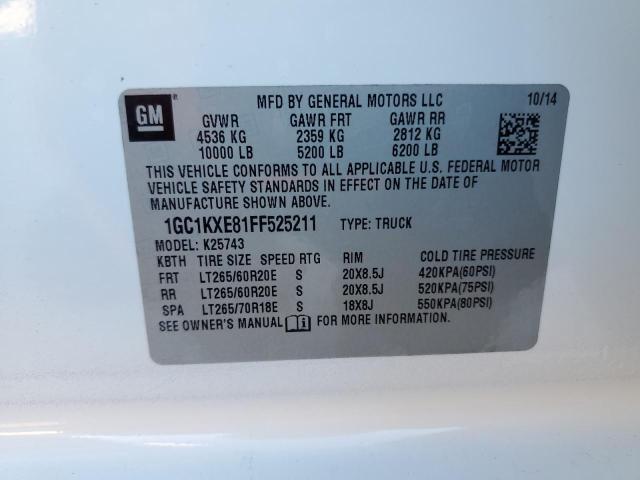 GM
®
MFD BY GENERAL MOTORS LLC 10/14
GVWR GAWR FRT GAWR RR
4536 KG 2359 KG 2812 KG
10000 LB 5200 LB 6200 LB
THIS VEHICLE CONFORMS TO ALL APPLICABLE U.S. FEDERAL MOTOR
VEHICLE SAFETY STANDARDS IN EFFECT ON THE DATE OF
MANUFACTURE SHOWN ABOVE.
1GC1KXE81FF525211 TYPE: TRUCK
MODEL: K25743
KBTH TIRE SIZE SPEED RTG RIM COLD TIRE PRESSURE
FRT LT265/60R20E S 20X8.5J 420KPA(60PSI)
RR LT265/60R20E S 20X8.5J 520KPA(75PSI)
SPA LT265/70R18E S 18X8J 550KPA(80PSI)
SEE OWNER'S MANUAL FOR MORE INFORMATION.